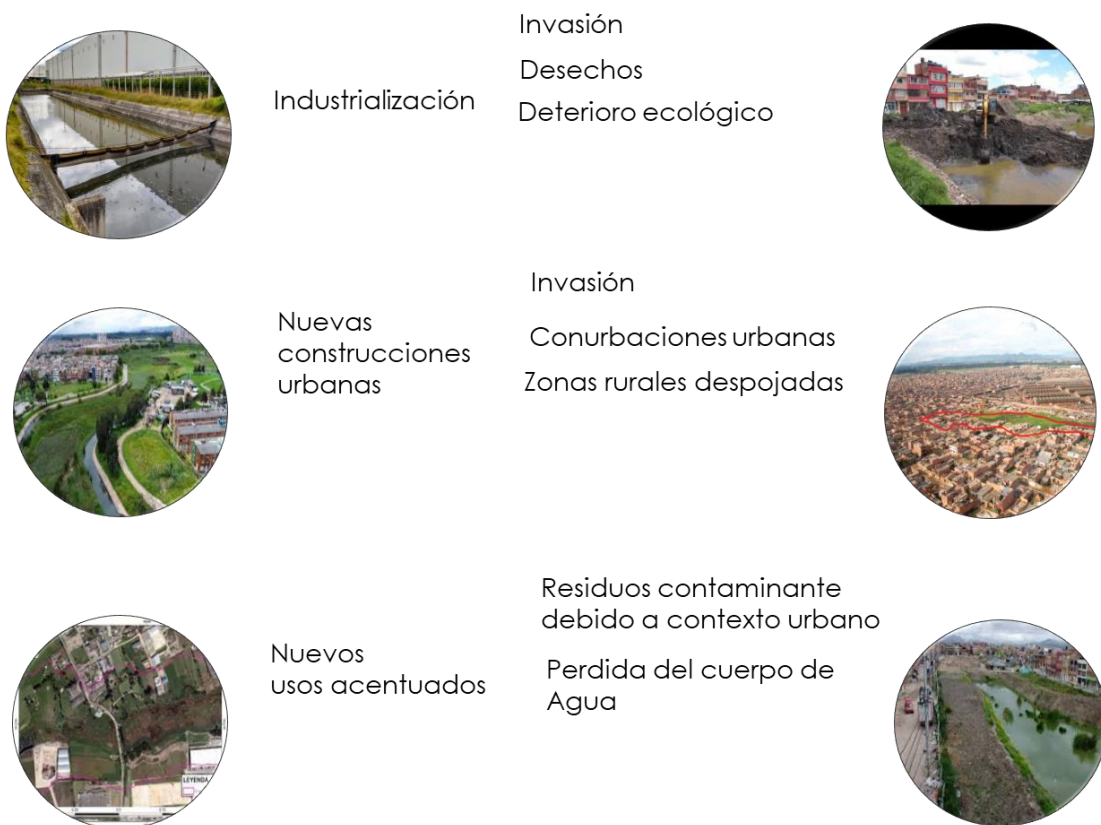 Industrialización
Invasión
Desechos
Deterioro ecológico
Nuevas
construcciones
urbanas
Invasión
Conurbaciones urbanas
Zonas rurales despojadas
Nuevos
usos acentuados
Residuos contaminante
debido a contexto urbano
Perdida del cuerpo de
Agua
LEYENDA